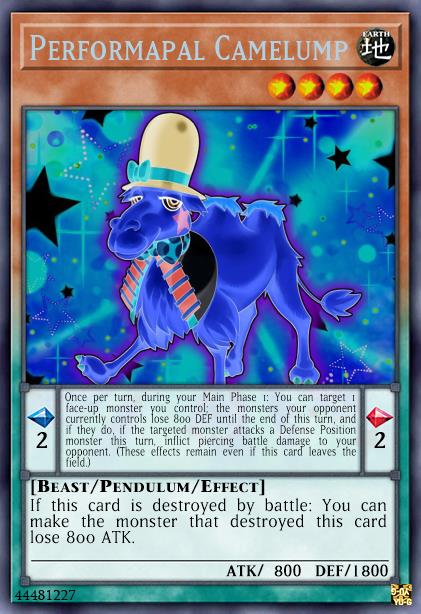 PERFORMAPAL CAMELUMP
EARTH
地
Once per turn, during your Main Phase 1: You can target 1
face-up monster you control; the monsters your opponent
currently controls lose 800 DEF until the end of this turn, and
if they do, if the targeted monster attacks a Defense Position
monster this turn, inflict piercing battle damage to your
opponent. (These effects remain even if this card leaves the
field.)
2
2
[BEAST/PENDULUM/EFFECT]
If this card is destroyed by battle: You can
make the monster that destroyed this card
lose 800 ATK.
ATK/ 800 DEF/1800
44481227